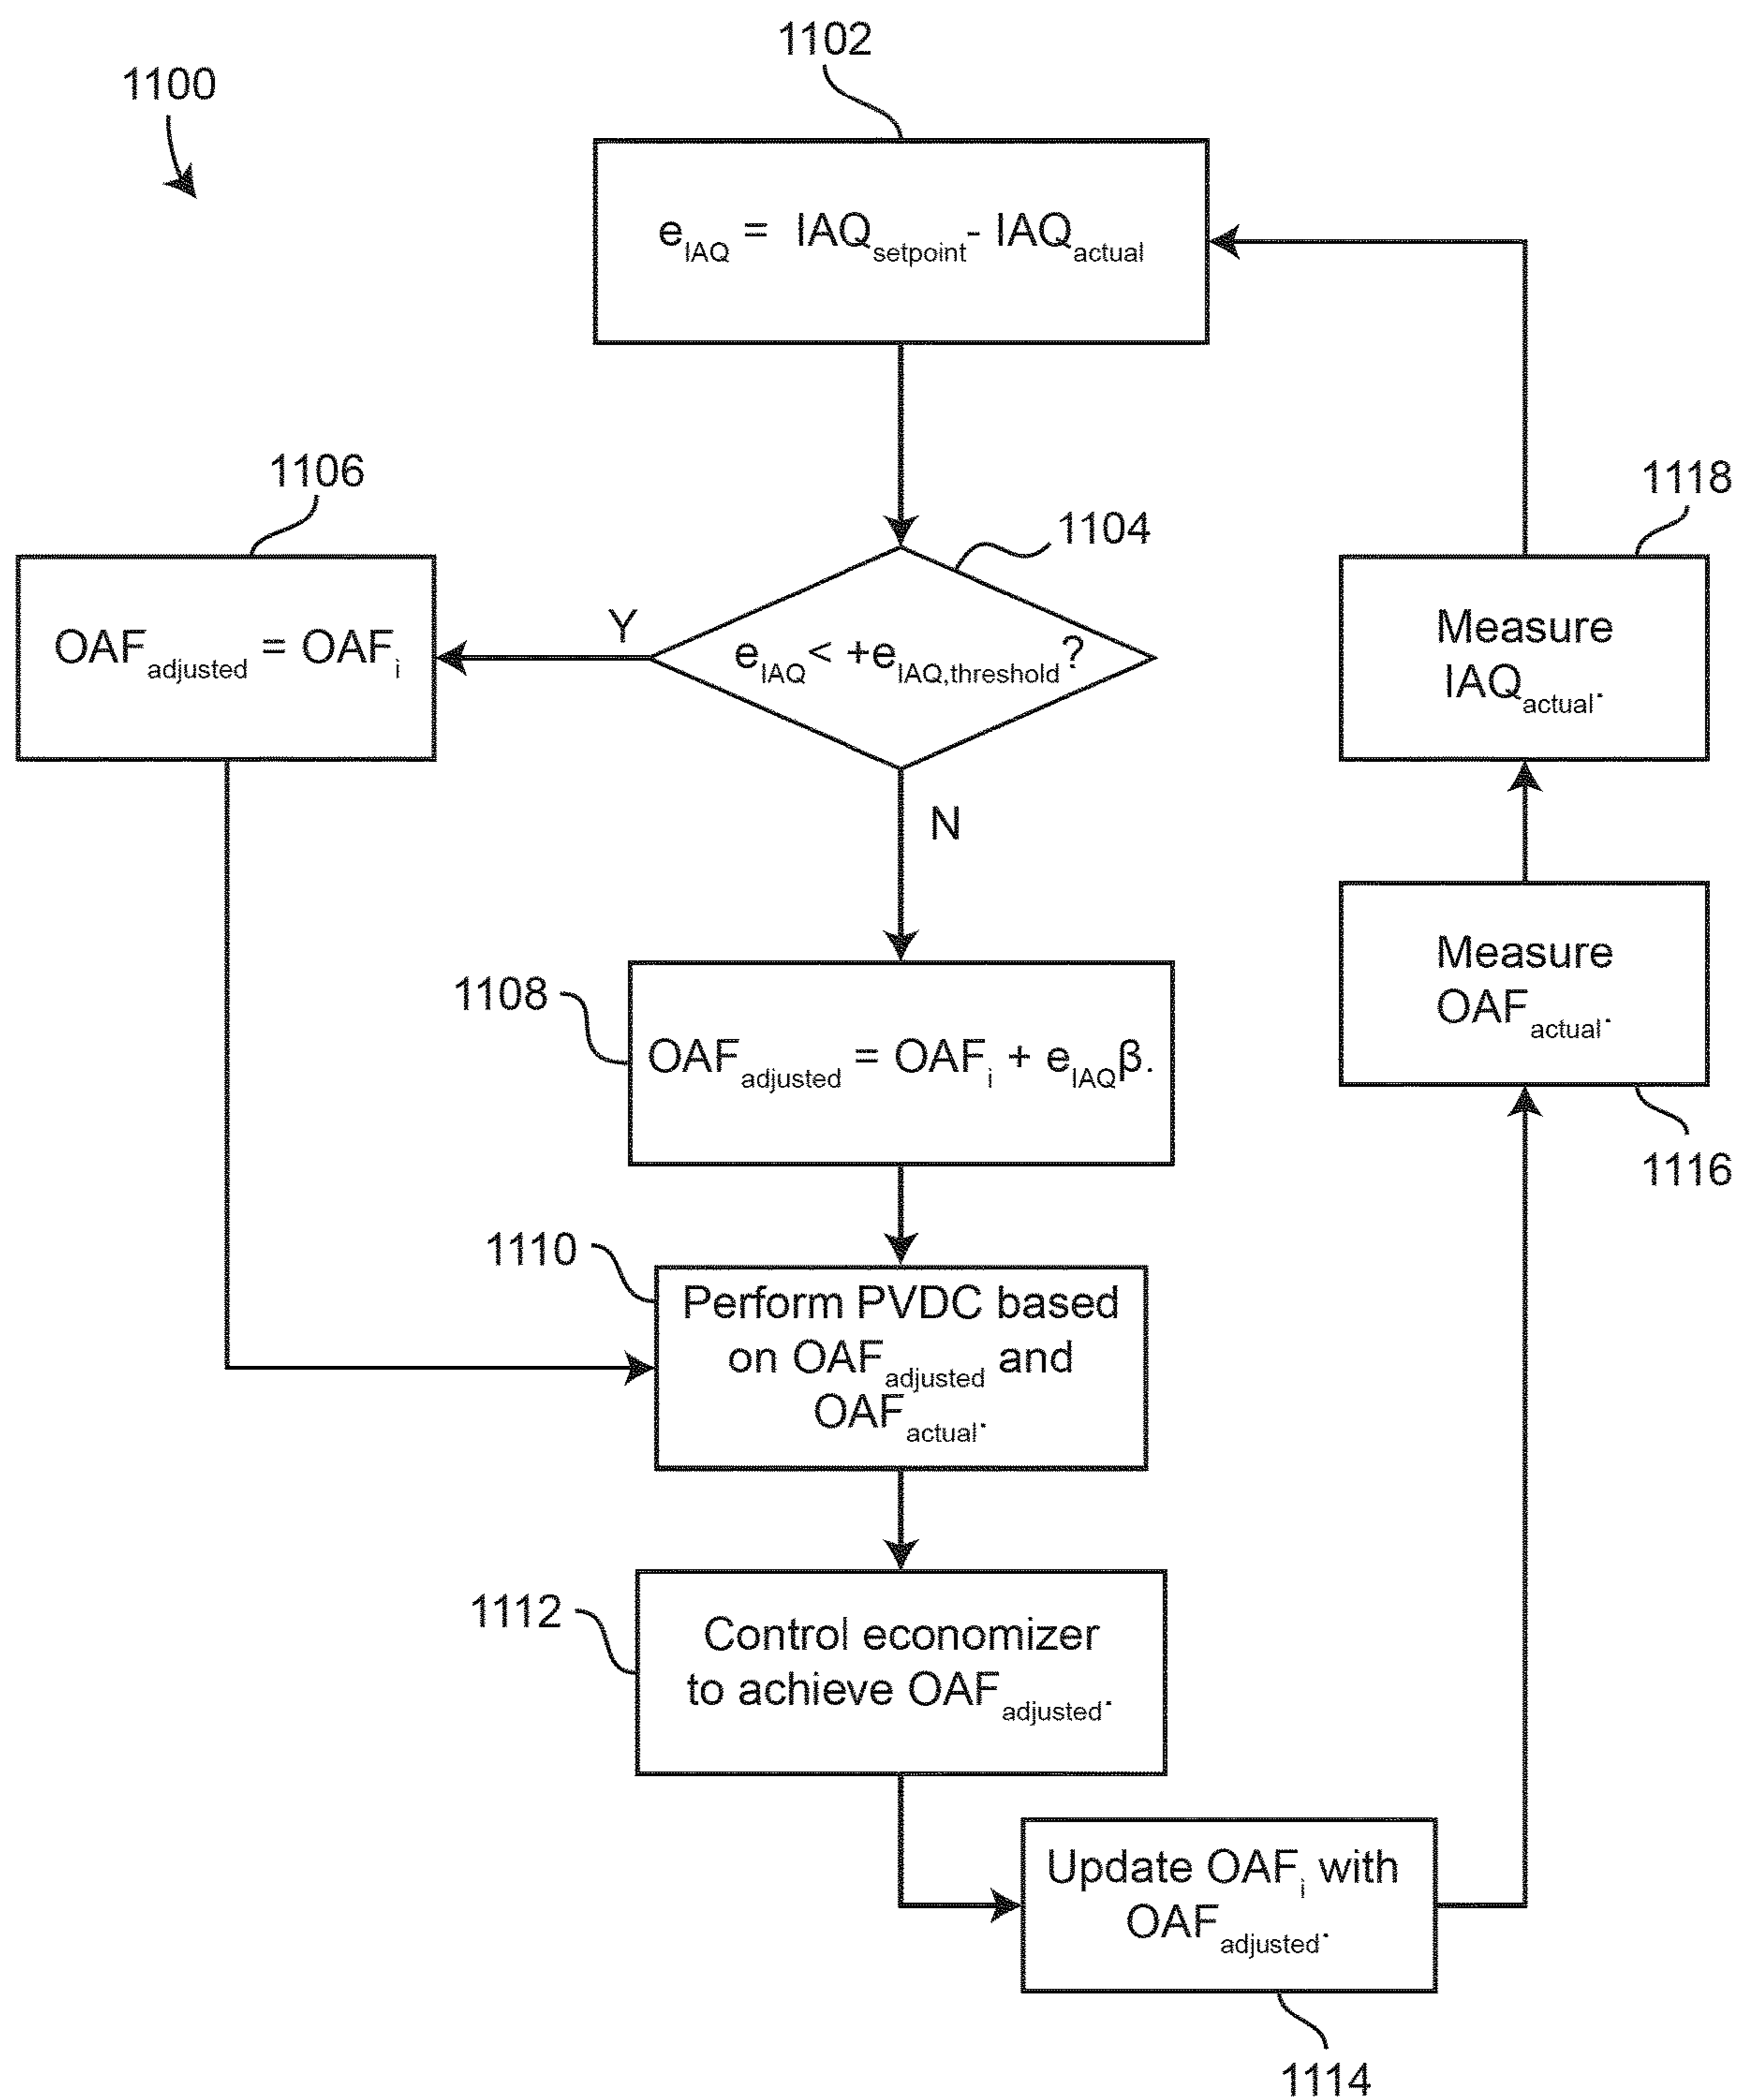 1102
1100
e_IAQ = IAQ_setpoint - IAQ_actual
1106
1118
1104
OAF_adjusted = OAF_i
Y
e_IAQ < +e_IAQ,threshold?
Measure
IAQ_actual.
N
1108
OAF_adjusted = OAF_i + e_IAQβ.
Measure
OAF_actual.
1116
1110
Perform PVDC based
on OAF_adjusted and
OAF_actual.
1112
Control economizer
to achieve OAF_adjusted.
Update OAF_i with
OAF_adjusted.
1114